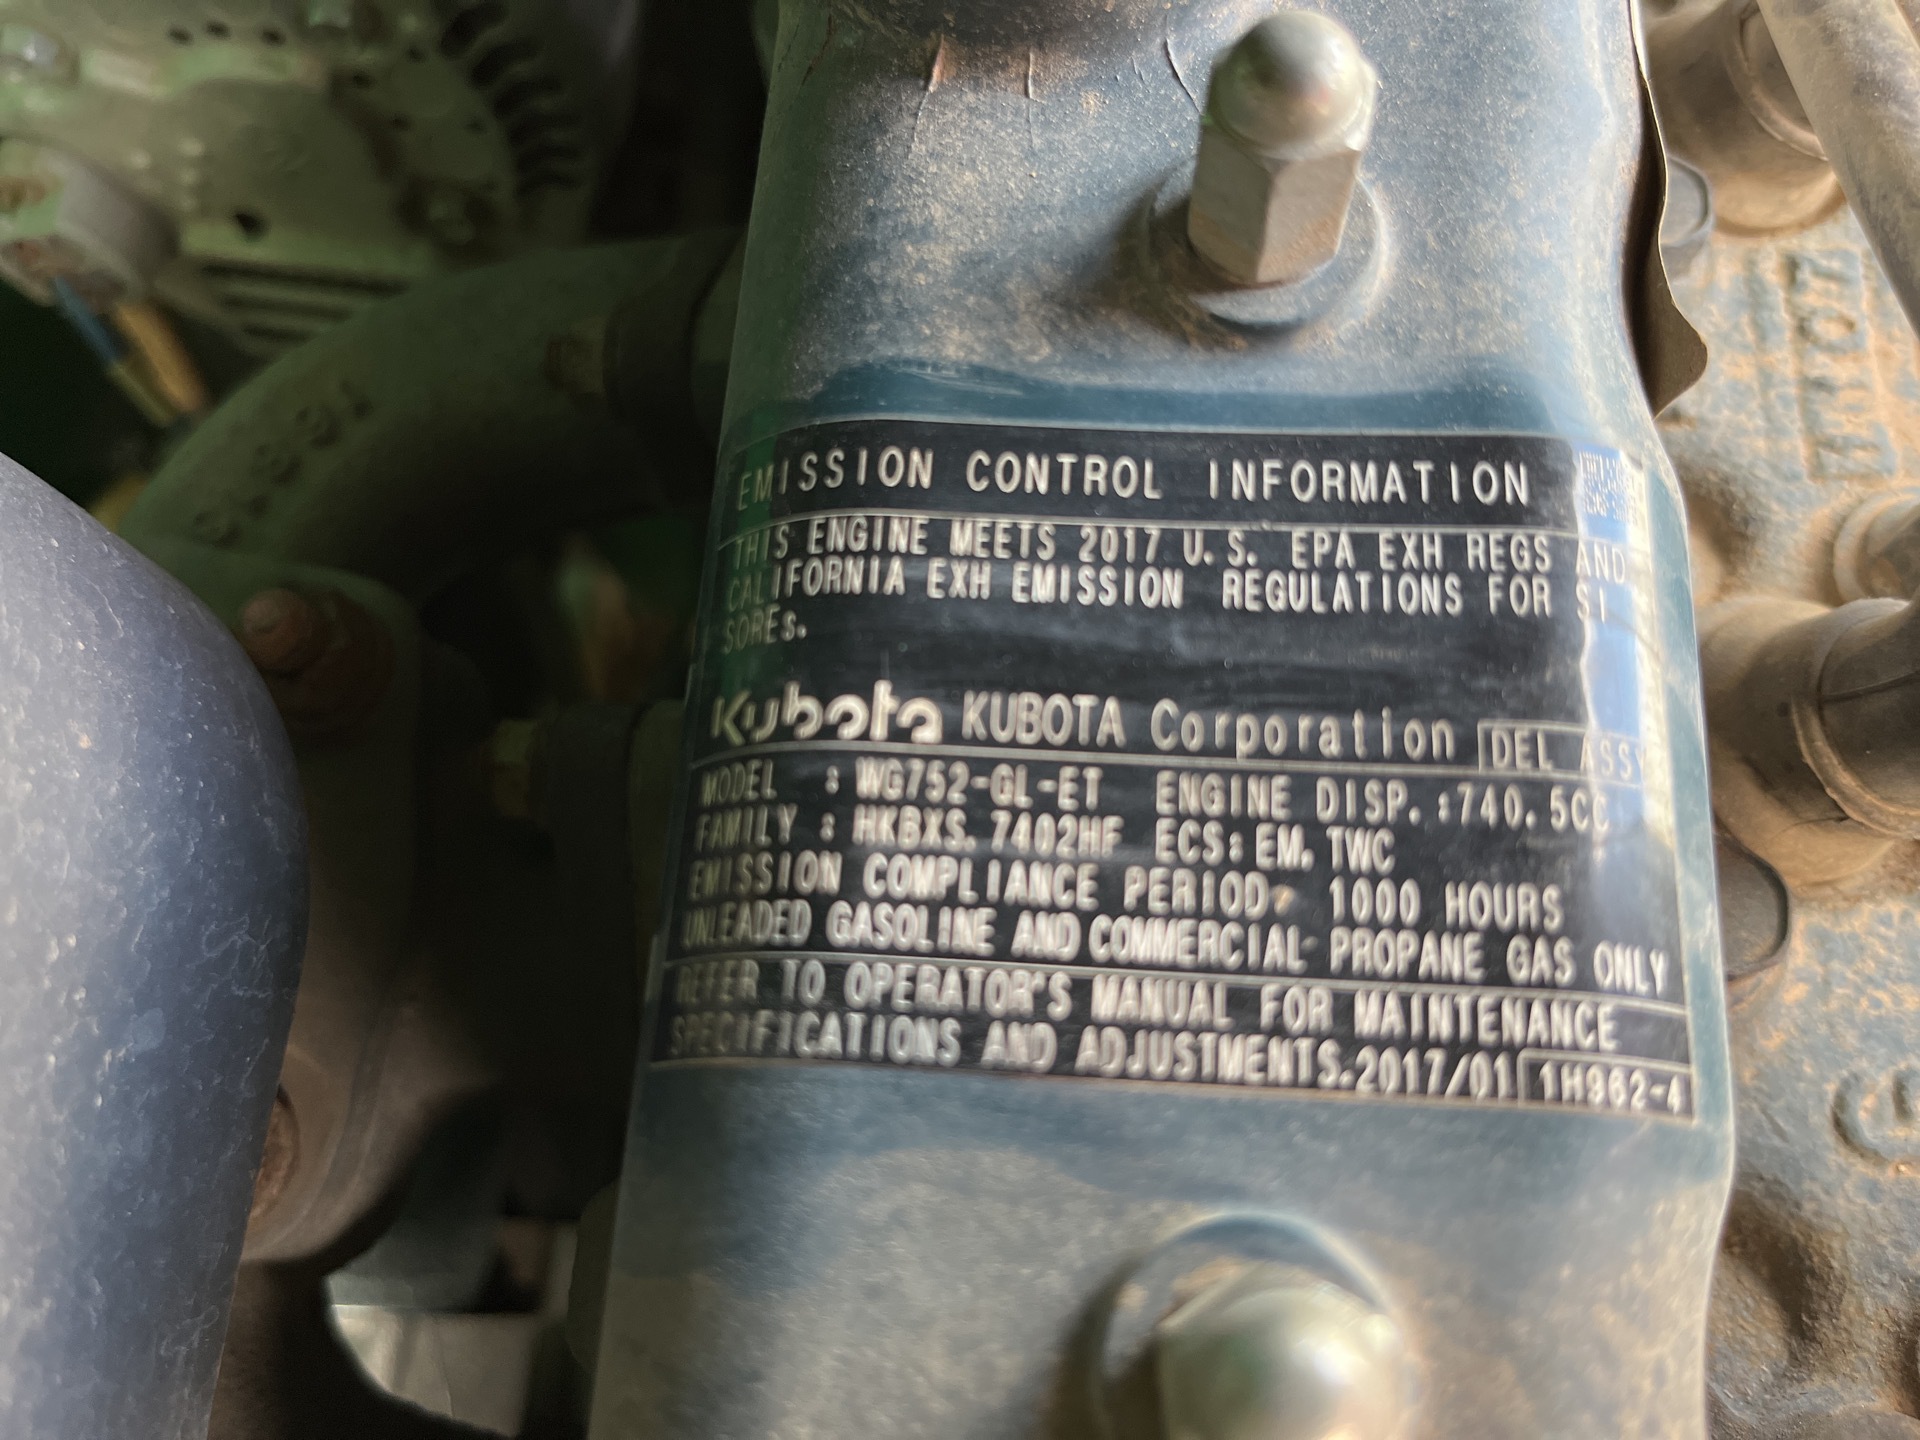 EMISSION CONTROL INFORMATION
THIS ENGINE MEETS 2017 U.S. EPA EXH REGS AND
CALIFORNIA EXH EMISSION REGULATIONS FOR SI
SOREs.
Kubota KUBOTA Corporation DEL ASSY
MODEL : WG752-GL-ET ENGINE DISP.:740.5CC
FAMILY : HKBXS.7402HF ECS: EM, TWC
EMISSION COMPLIANCE PERIOD: 1000 HOURS
UNLEADED GASOLINE AND COMMERCIAL PROPANE GAS ONLY
REFER TO OPERATOR'S MANUAL FOR MAINTENANCE
SPECIFICATIONS AND ADJUSTMENTS.2017/01 1H962-4